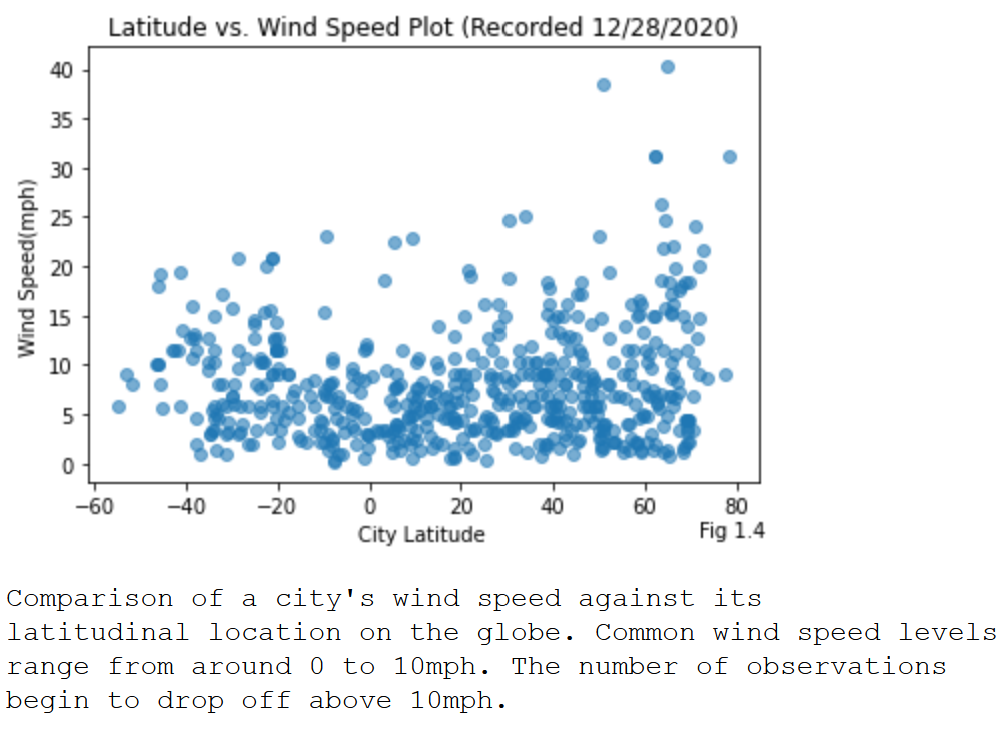 Latitude vs. Wind Speed Plot (Recorded 12/28/2020)
40
35
30
25
20
15
10
5
0
Wind Speed(mph)
−60 −40 −20 0 20 40 60 80
City Latitude
Fig 1.4
Comparison of a city's wind speed against its
latitudinal location on the globe. Common wind speed levels
range from around 0 to 10mph. The number of observations
begin to drop off above 10mph.